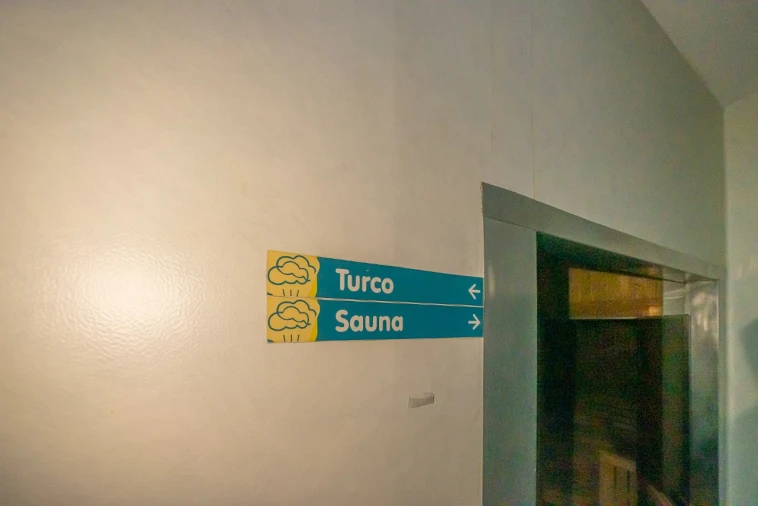 Turco ←
Sauna →